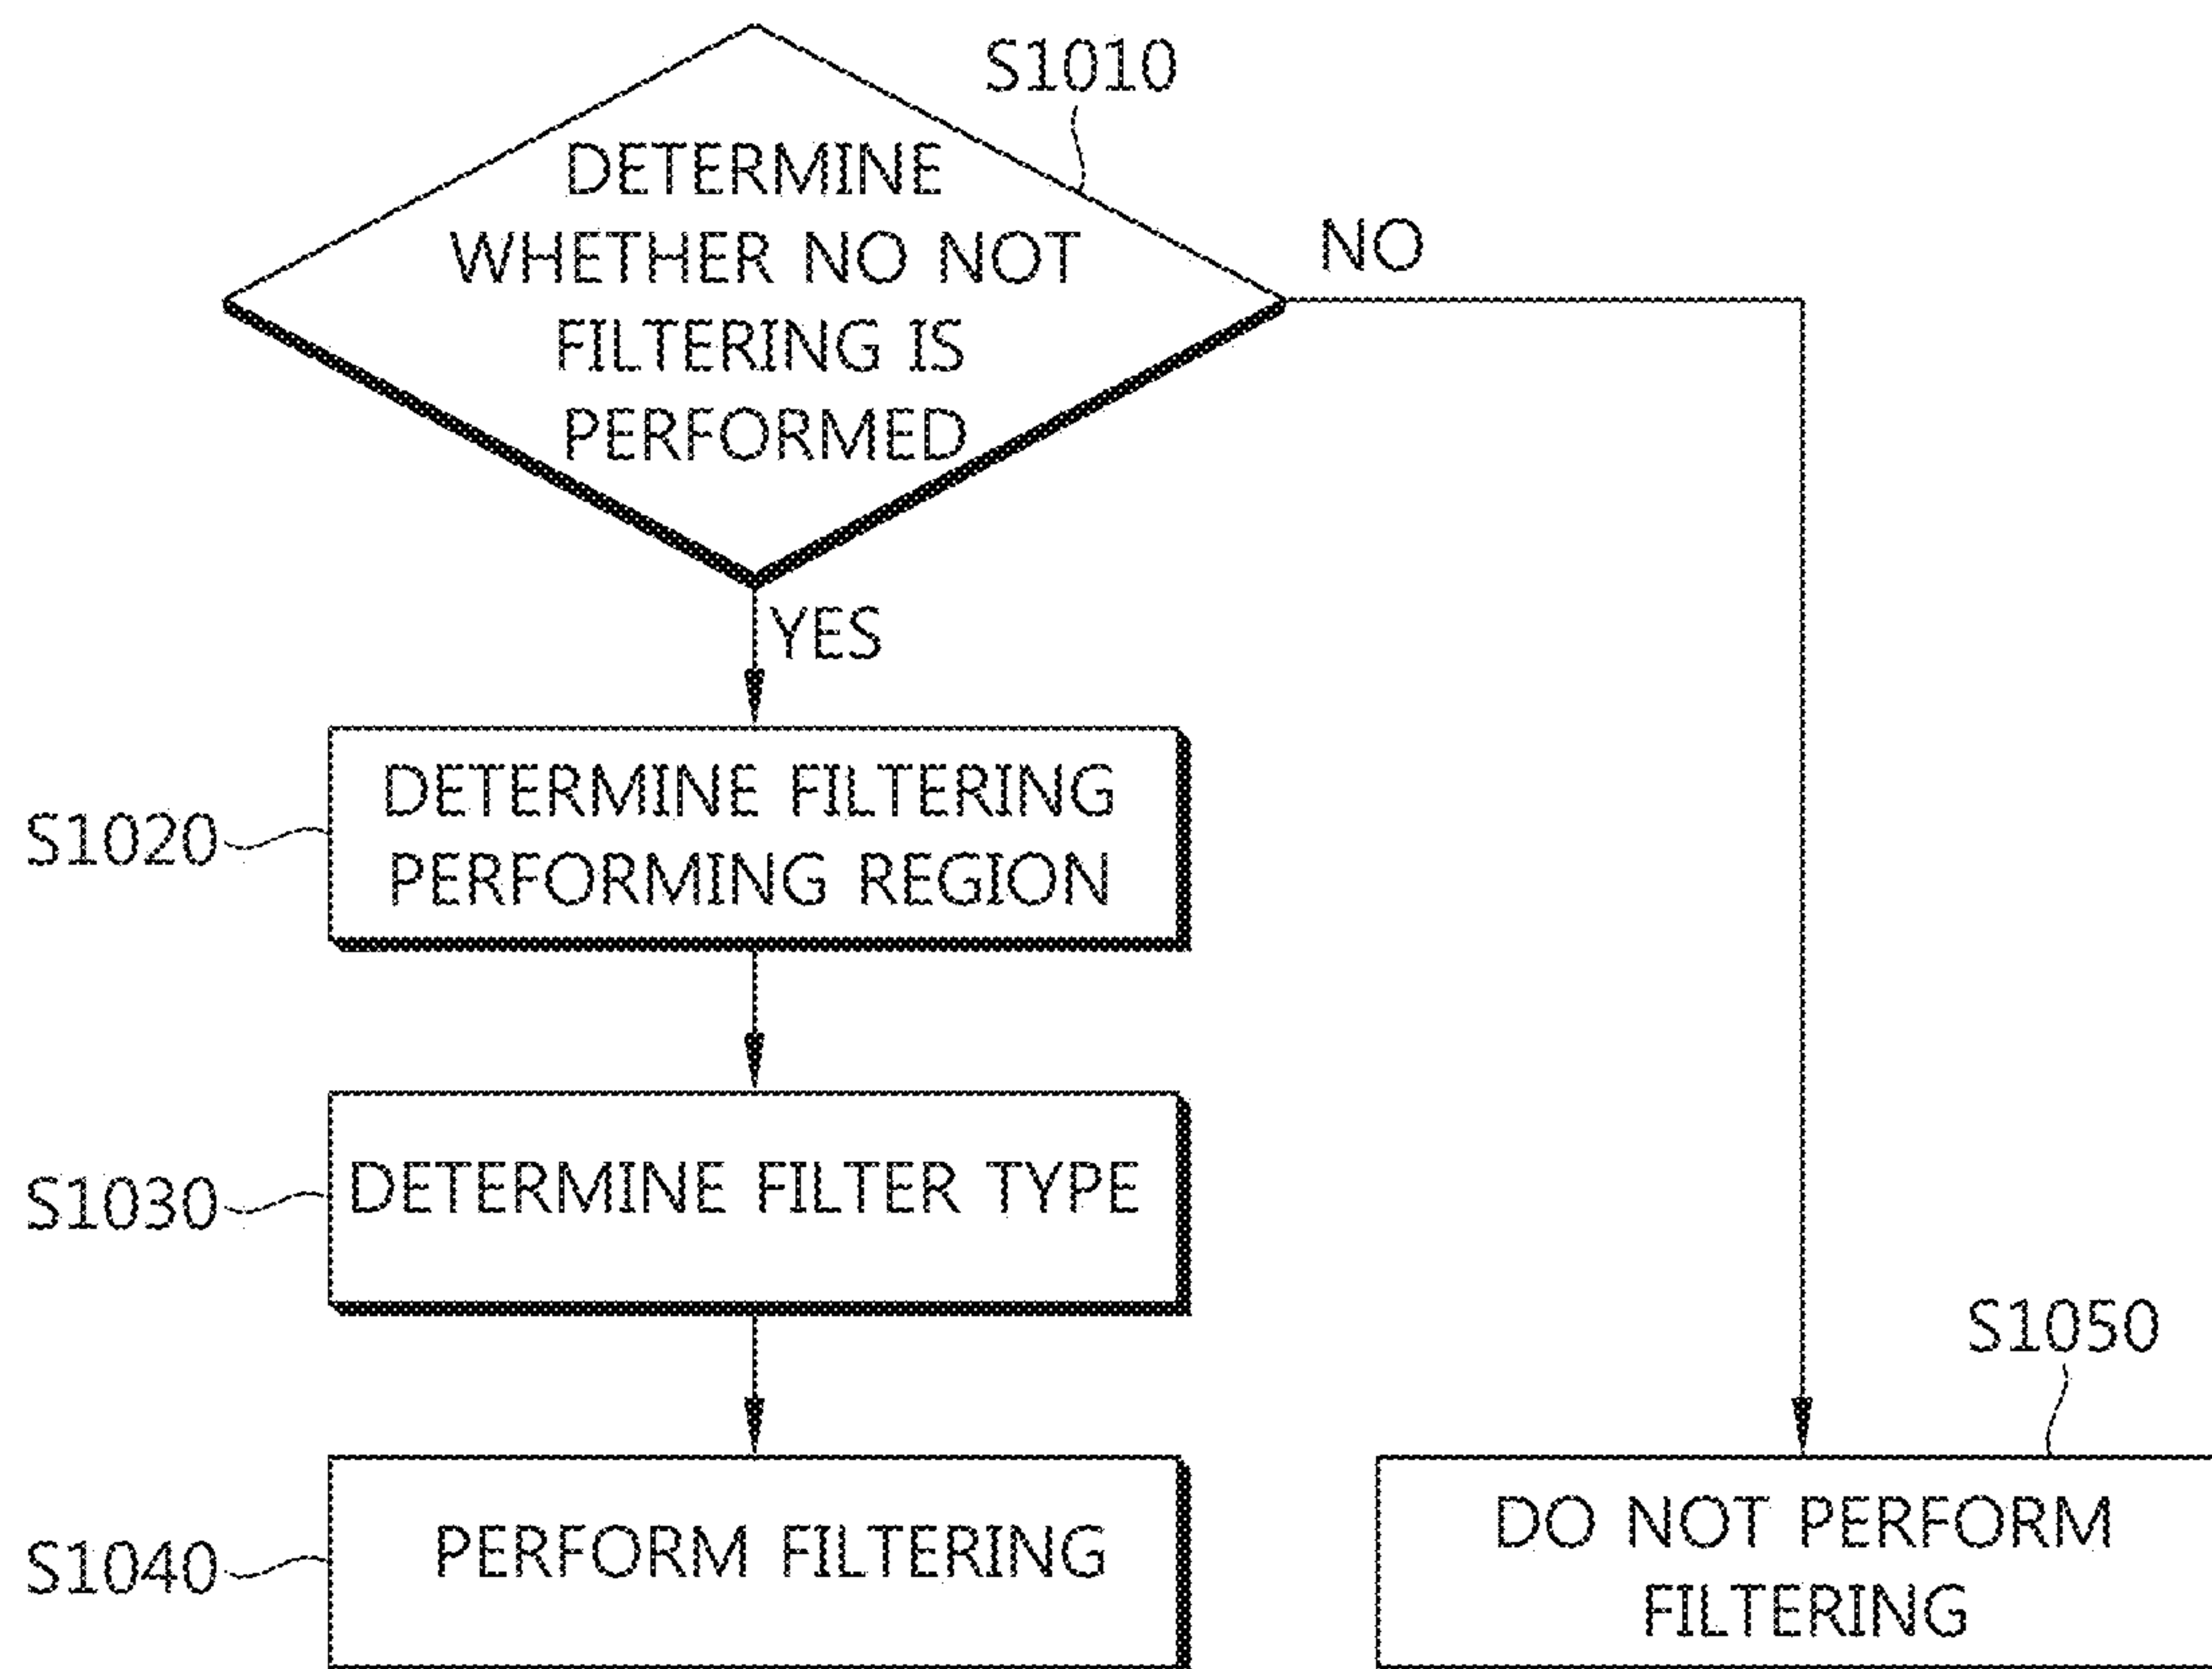 S1010
DETERMINE
WHETHER NO NOT
FILTERING IS
PERFORMED
NO
YES
S1020
DETERMINE FILTERING
PERFORMING REGION
S1030
DETERMINE FILTER TYPE
S1040
PERFORM FILTERING
S1050
DO NOT PERFORM
FILTERING